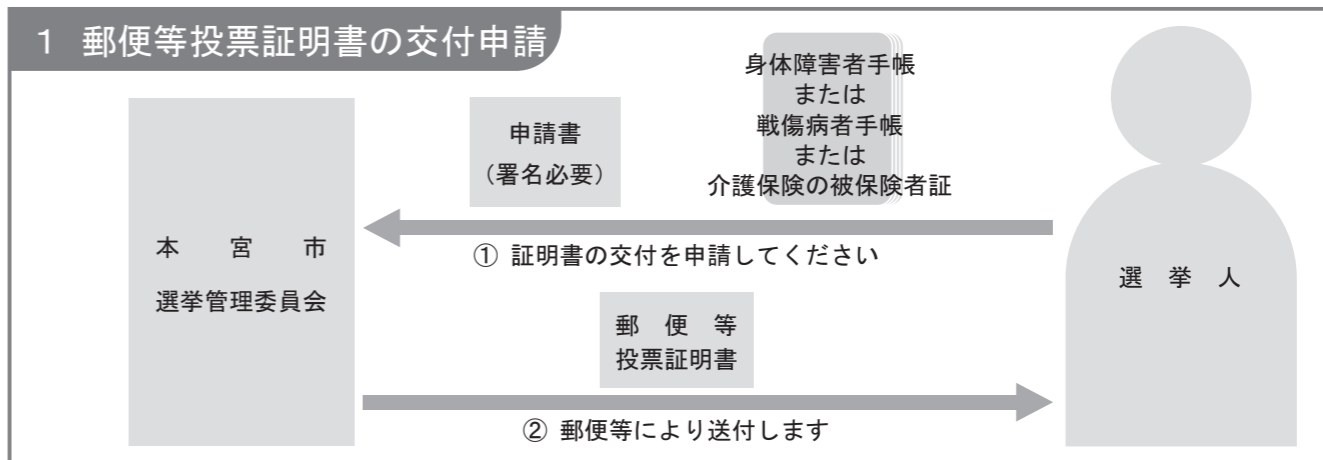 1 郵便等投票証明書の交付申請
身体障害者手帳
または
戦傷病者手帳
または
介護保険の被保険者証
申請書
（署名必要）
本宮市
選挙管理委員会
① 証明書の交付を申請してください
選挙人
郵便等
投票証明書
② 郵便等により送付します